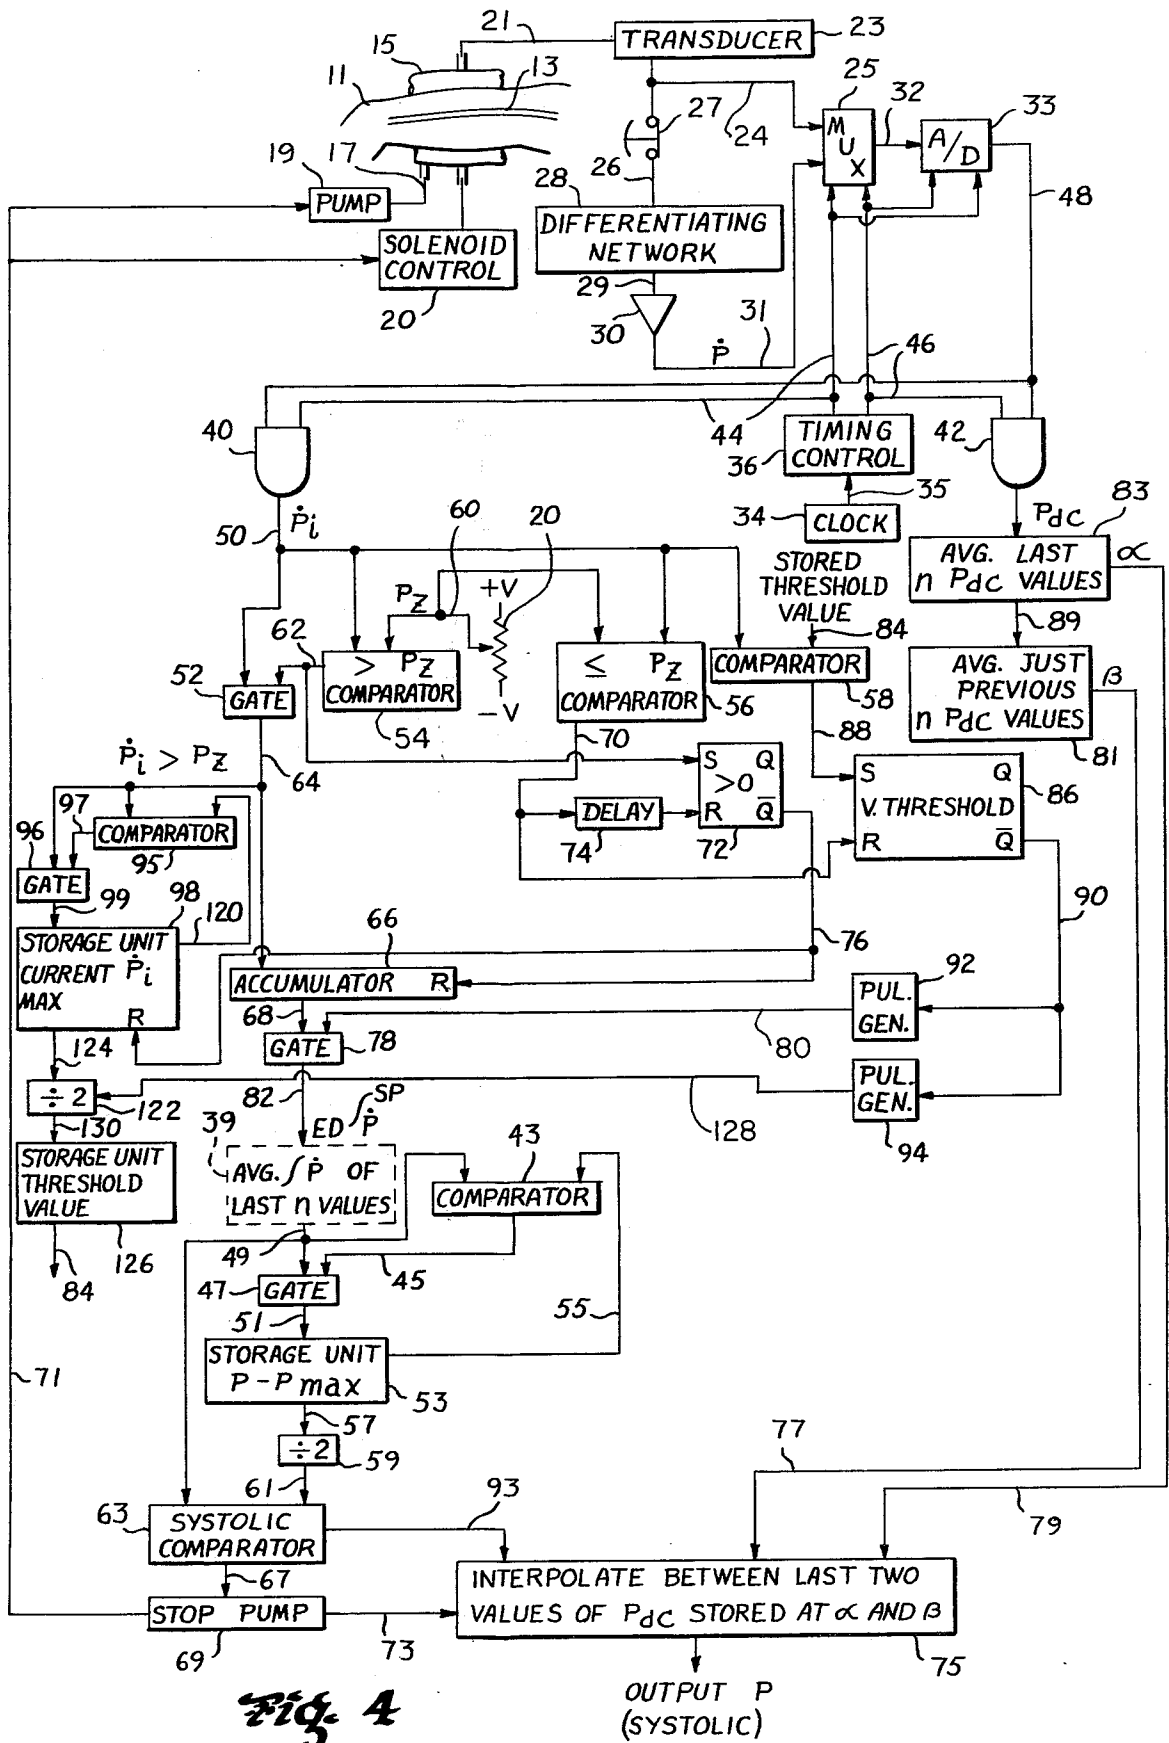 21
TRANSDUCER
23
15
11
13
25
32
33
27
24
MUX
A/D
19
17
26
28
48
PUMP
DIFFERENTIATING
NETWORK
SOLENOID
CONTROL
20
29
30
31
Ṗ
46
40
44
42
36
TIMING
CONTROL
35
83
34
CLOCK
50
Ṗi
60
20
PdC
AVG. LAST
n PdC VALUES
∝
STORED
THRESHOLD
VALUE
+V
PZ
89
62
84
52
GATE
> PZ
COMPARATOR
54
-V
≤ PZ
COMPARATOR
56
COMPARATOR
58
AVG. JUST
PREVIOUS
n PdC VALUES
β
81
70
88
Ṗi > PZ
64
S Q
>0
R Q̅
72
S Q
V. THRESHOLD
R Q̅
86
97
96
COMPARATOR
95
DELAY
74
GATE
99
98
120
66
76
90
STORAGE UNIT
CURRENT Ṗi
MAX
R
ACCUMULATOR R
92
PUL.
GEN.
68
124
GATE
78
80
÷2
122
82
SP
PUL.
GEN.
94
130
39
ED Ṗ
128
STORAGE UNIT
THRESHOLD
VALUE
126
84
AVG. ∫Ṗ OF
LAST n VALUES
43
COMPARATOR
49
47
GATE
45
51
55
STORAGE UNIT
P-P max
53
71
57
÷2
59
77
61
93
79
63
SYSTOLIC
COMPARATOR
67
STOP PUMP
69
73
INTERPOLATE BETWEEN LAST TWO
VALUES OF PdC STORED AT ∝ AND β
75
OUTPUT P
(SYSTOLIC)
Fig. 4